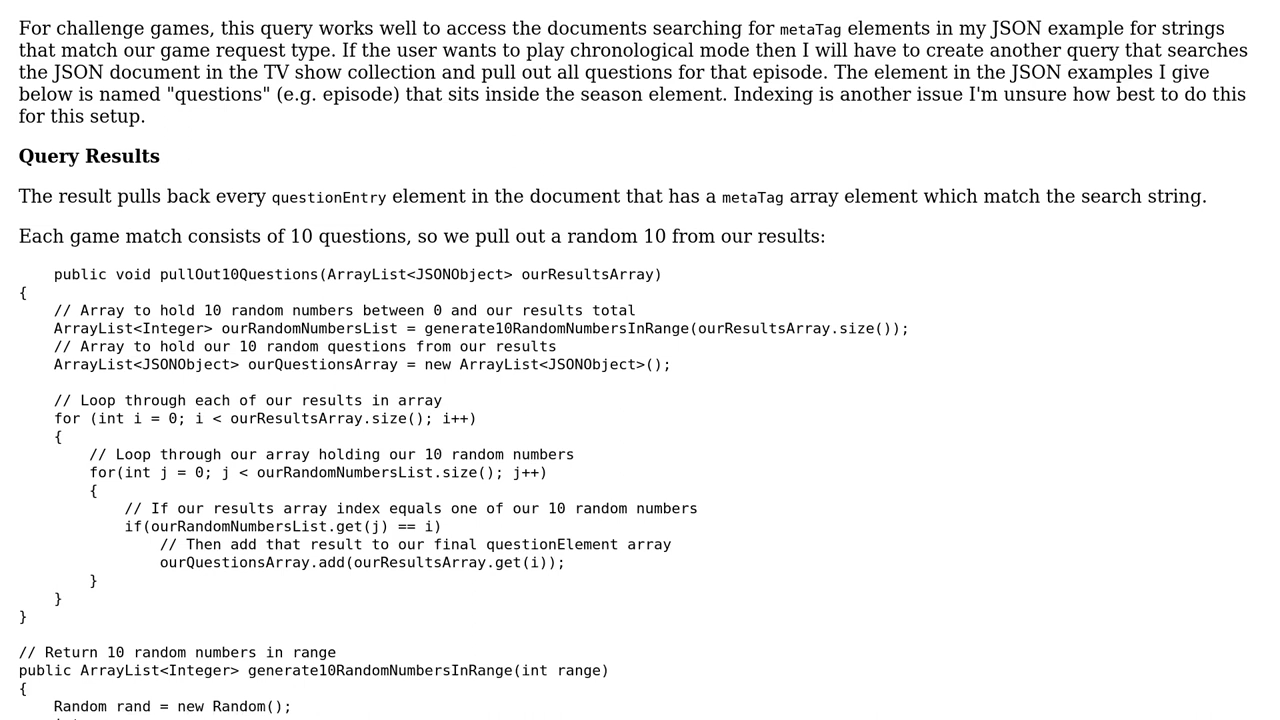 For challenge games, this query works well to access the documents searching for metaTag elements in my JSON example for strings
that match our game request type. If the user wants to play chronological mode then I will have to create another query that searches
the JSON document in the TV show collection and pull out all questions for that episode. The element in the JSON examples I give
below is named "questions" (e.g. episode) that sits inside the season element. Indexing is another issue I'm unsure how best to do this
for this setup.
Query Results
The result pulls back every questionEntry element in the document that has a metaTag array element which match the search string.
Each game match consists of 10 questions, so we pull out a random 10 from our results:
    public void pullOut10Questions(ArrayList<JSONObject> ourResultsArray)
{
    // Array to hold 10 random numbers between 0 and our results total
    ArrayList<Integer> ourRandomNumbersList = generate10RandomNumbersInRange(ourResultsArray.size());
    // Array to hold our 10 random questions from our results
    ArrayList<JSONObject> ourQuestionsArray = new ArrayList<JSONObject>();
    // Loop through each of our results in array
    for (int i = 0; i < ourResultsArray.size(); i++)
    {
        // Loop through our array holding our 10 random numbers
        for(int j = 0; j < ourRandomNumbersList.size(); j++)
        {
            // If our results array index equals one of our 10 random numbers
            if(ourRandomNumbersList.get(j) == i)
                // Then add that result to our final questionElement array
                ourQuestionsArray.add(ourResultsArray.get(i));
        }
    }
}
// Return 10 random numbers in range
public ArrayList<Integer> generate10RandomNumbersInRange(int range)
{
    Random rand = new Random();